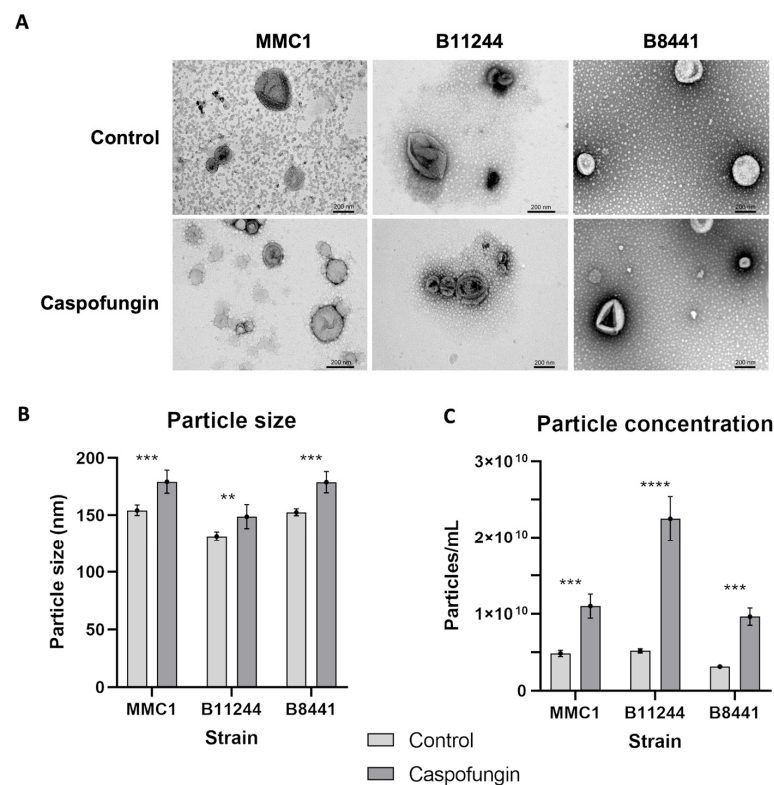 A
MMC1 B11244 B8441
Control
200 nm 200 nm 200 nm
Caspofungin
200 nm 200 nm 200 nm
B
Particle size
Particle size (nm)
200
150
100
50
0
*** ** ***
MMC1 B11244 B8441
Strain
C
Particle concentration
Particles/mL
3×10¹⁰
2×10¹⁰
1×10¹⁰
0
*** **** ***
MMC1 B11244 B8441
Strain
Control
Caspofungin